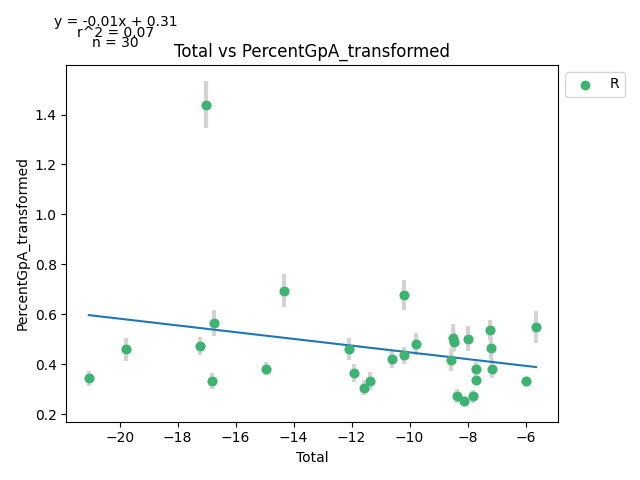 y = -0.01x + 0.31
r^2 = 0.07
n = 30
Total vs PercentGpA_transformed
R
PercentGpA_transformed
1.4
1.2
1.0
0.8
0.6
0.4
0.2
−20 −18 −16 −14 −12 −10 −8 −6
Total